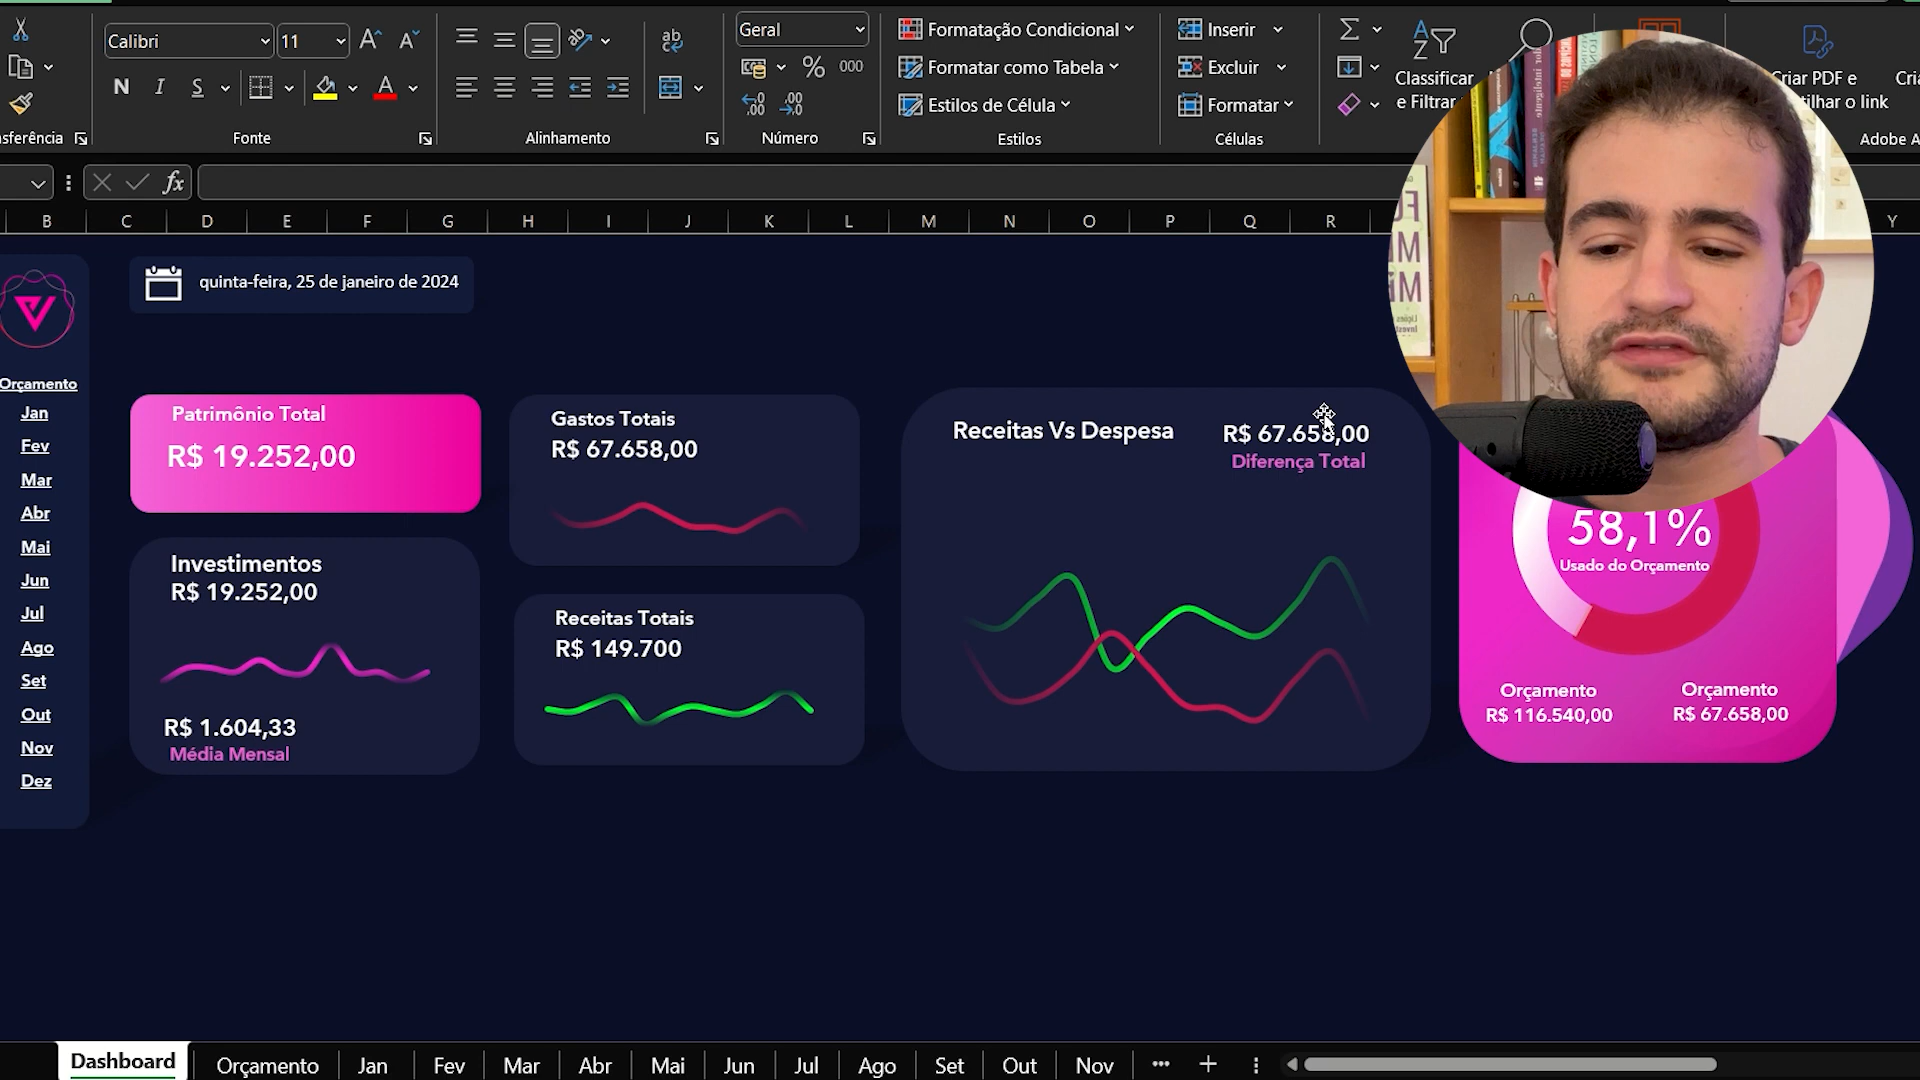 Calibri
11
Geral
Formatação Condicional
Inserir
Formatar como Tabela
Excluir
Classificar
Criar PDF e
N I S
A
% 000
Estilos de Célula
Formatar
e Filtrar
o link
Fonte
Alinhamento
Número
Estilos
Células
Adobe A
fx
B C D E F G H I J K L M N O P Q R Y
quinta-feira, 25 de janeiro de 2024
Orçamento
Jan
Fev
Mar
Abr
Mai
Jun
Jul
Ago
Set
Out
Nov
Dez
Patrimônio Total
R$ 19.252,00
Investimentos
R$ 19.252,00
R$ 1.604,33
Média Mensal
Gastos Totais
R$ 67.658,00
Receitas Totais
R$ 149.700
Receitas Vs Despesa
R$ 67.658,00
Diferença Total
58,1%
Usado do Orçamento
Orçamento
R$ 116.540,00
Orçamento
R$ 67.658,00
Dashboard Orçamento Jan Fev Mar Abr Mai Jun Jul Ago Set Out Nov